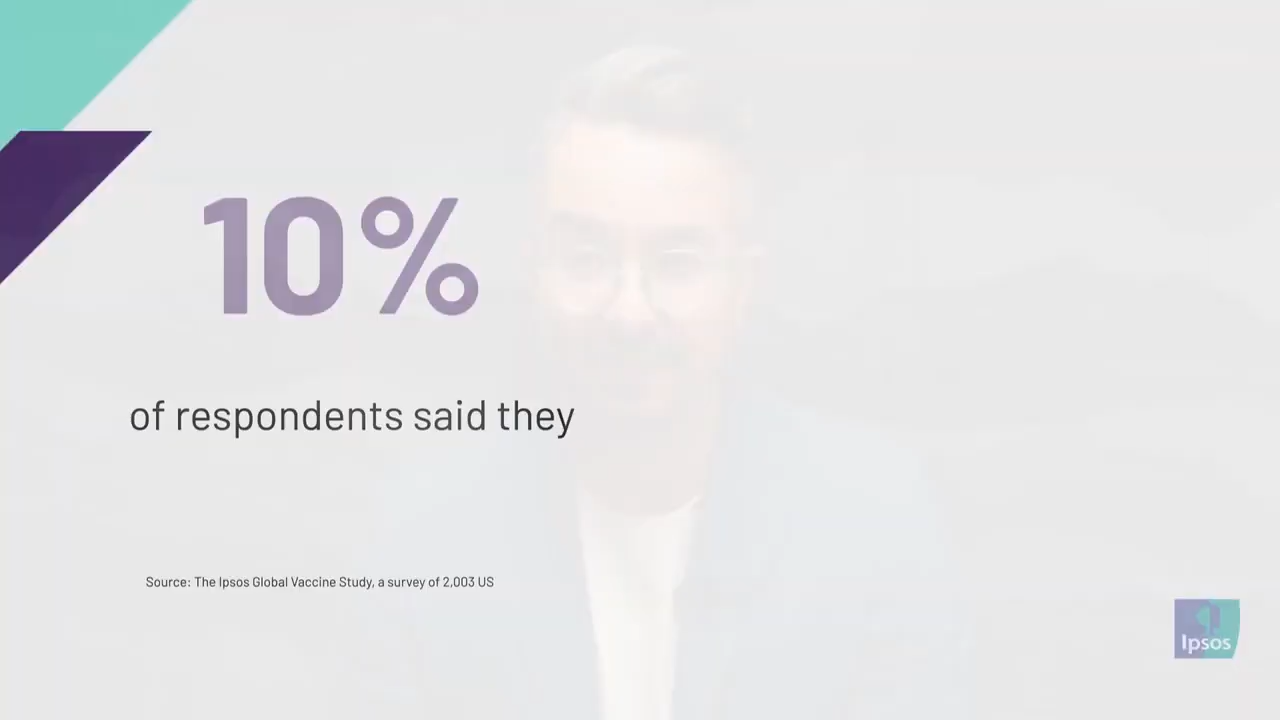 10%
of respondents said they
Source: The Ipsos Global Vaccine Study, a survey of 2,003 US
Ipsos